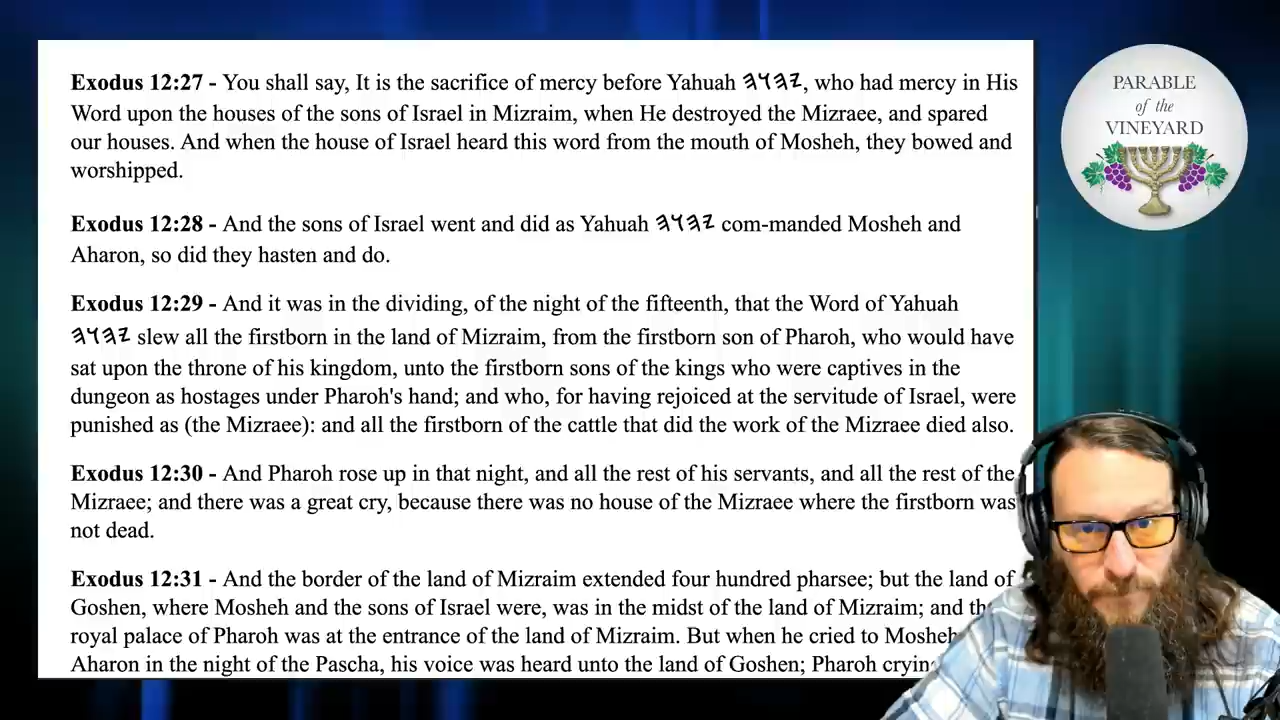 Exodus 12:27 - You shall say, It is the sacrifice of mercy before Yahuah 𐤉𐤄𐤅𐤄, who had mercy in His
Word upon the houses of the sons of Israel in Mizraim, when He destroyed the Mizraee, and spared
our houses. And when the house of Israel heard this word from the mouth of Mosheh, they bowed and
worshipped.
Exodus 12:28 - And the sons of Israel went and did as Yahuah 𐤉𐤄𐤅𐤄 com-manded Mosheh and
Aharon, so did they hasten and do.
Exodus 12:29 - And it was in the dividing, of the night of the fifteenth, that the Word of Yahuah
𐤉𐤄𐤅𐤄 slew all the firstborn in the land of Mizraim, from the firstborn son of Pharoh, who would have
sat upon the throne of his kingdom, unto the firstborn sons of the kings who were captives in the
dungeon as hostages under Pharoh's hand; and who, for having rejoiced at the servitude of Israel, were
punished as (the Mizraee): and all the firstborn of the cattle that did the work of the Mizraee died also.
Exodus 12:30 - And Pharoh rose up in that night, and all the rest of his servants, and all the rest of the
Mizraee; and there was a great cry, because there was no house of the Mizraee where the firstborn was
not dead.
Exodus 12:31 - And the border of the land of Mizraim extended four hundred pharsee; but the land of
Goshen, where Mosheh and the sons of Israel were, was in the midst of the land of Mizraim; and
royal palace of Pharoh was at the entrance of the land of Mizraim. But when he cried to Mosheh
Aharon in the night of the Pascha, his voice was heard unto the land of Goshen; Pharoh
PARABLE
of the
VINEYARD